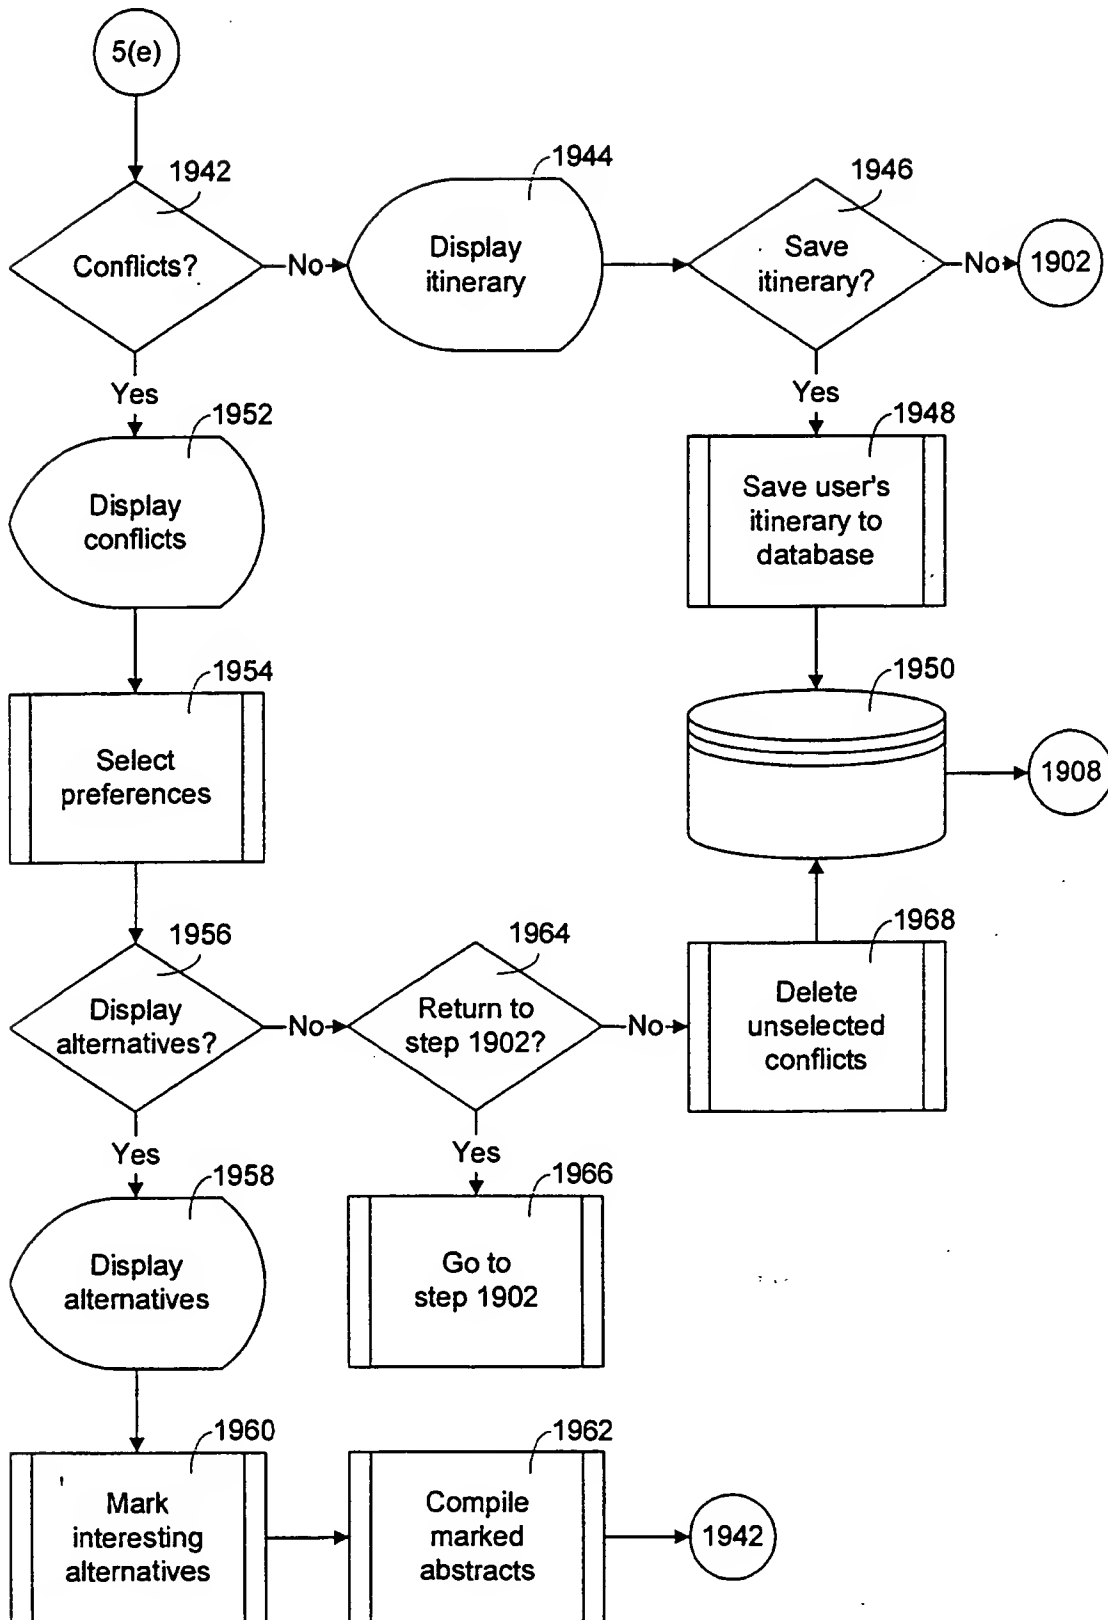 5(e)
1942
Conflicts?
No
1944
Display
itinerary
1946
Save
itinerary?
No
1902
Yes
Yes
1952
Display
conflicts
1948
Save user's
itinerary to
database
1954
Select
preferences
1950
1908
1956
Display
alternatives?
No
1964
Return to
step 1902?
No
1968
Delete
unselected
conflicts
Yes
Yes
1958
Display
alternatives
1966
Go to
step 1902
1960
Mark
interesting
alternatives
1962
Compile
marked
abstracts
1942